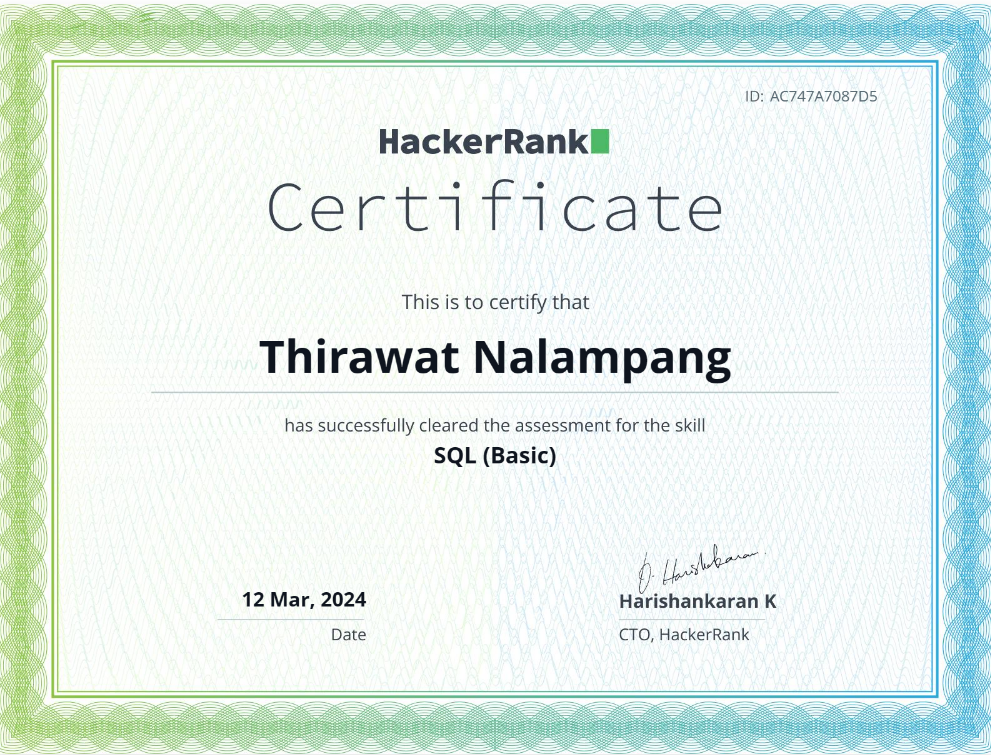 ID: AC747A7087D5
HackerRank
Certificate
This is to certify that
Thirawat Nalampang
has successfully cleared the assessment for the skill
SQL (Basic)
12 Mar, 2024
Date
Harishankaran K
CTO, HackerRank